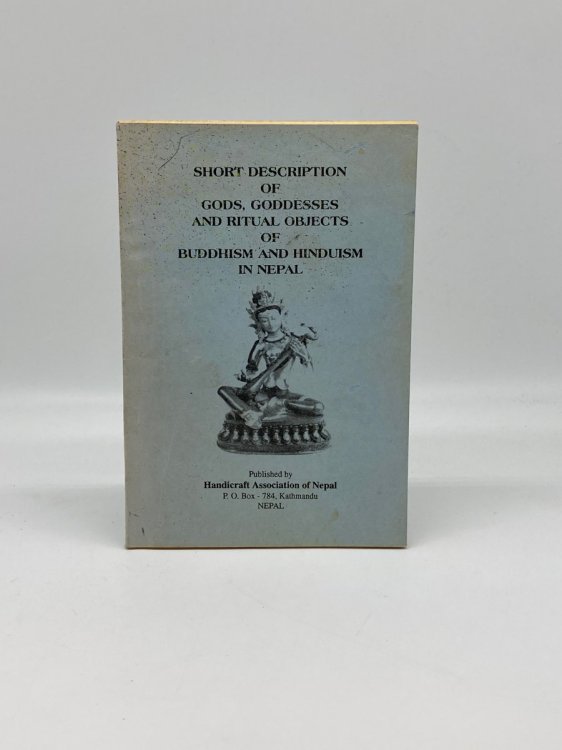 SHORT DESCRIPTION
OF
GODS, GODDESSES
AND RITUAL OBJECTS
OF
BUDDHISM AND HINDUISM
IN NEPAL
Published by
Handicraft Association of Nepal
P. O. Box - 784, Kathmandu
NEPAL